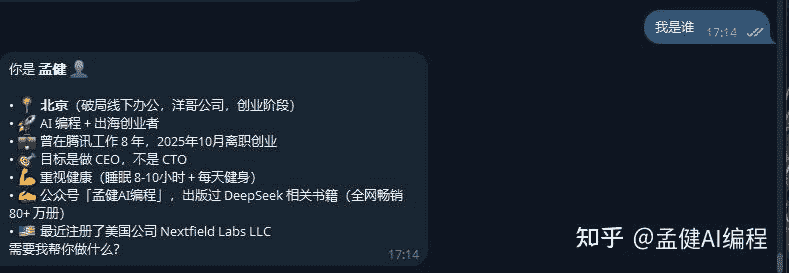 我是谁
17:14
你是 孟健
• 北京（破局线下办公，洋哥公司，创业阶段）
• AI 编程 + 出海创业者
• 曾在腾讯工作 8 年，2025年10月离职创业
• 目标是做 CEO，不是 CTO
• 重视健康（睡眠 8-10小时 + 每天健身）
• 公众号「孟健AI编程」，出版过 DeepSeek 相关书籍（全网畅销
80+ 万册）
• 最近注册了美国公司 Nextfield Labs LLC
需要我帮你做什么?
17:14
知乎 @孟健AI编程